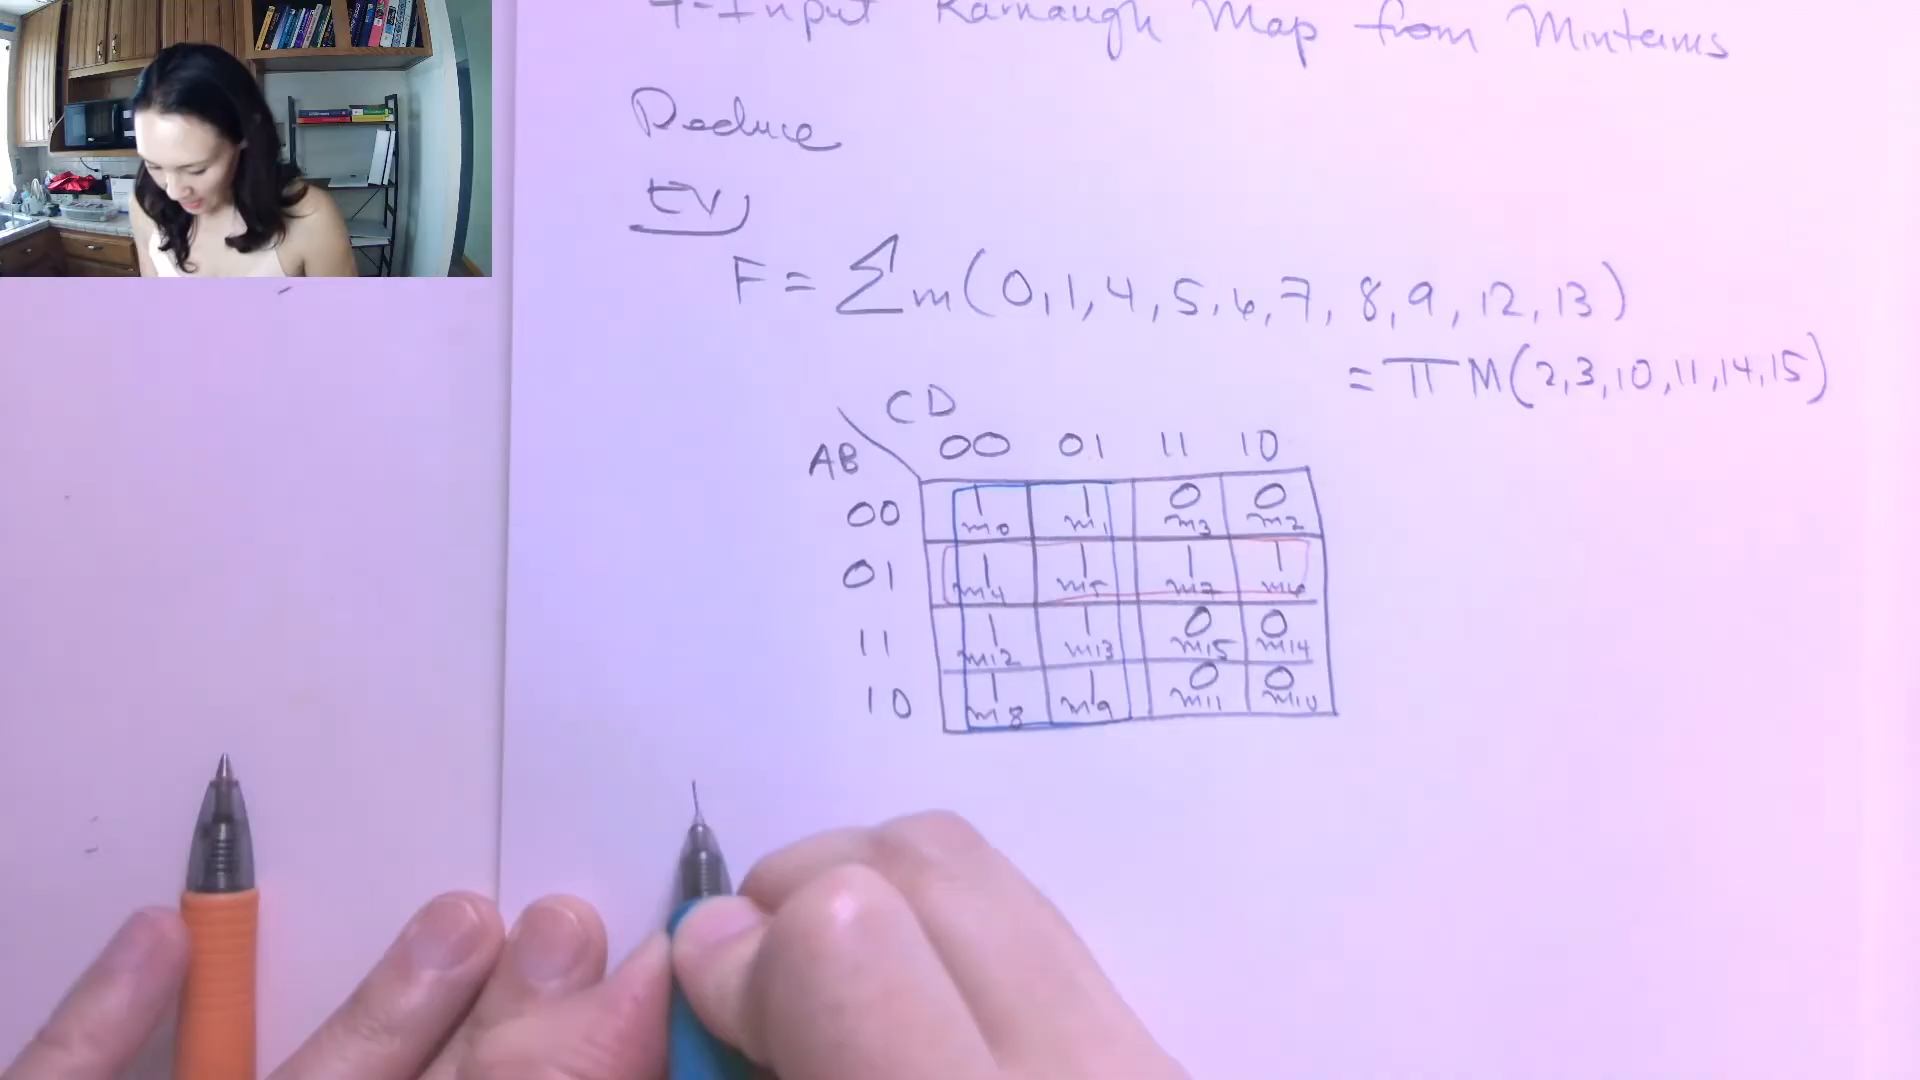 4-Input Karnaugh Map from Minterms
Deduce
EV)
F = Σm(0,1,4,5,6,7,8,9,12,13)
= ΠM(2,3,10,11,14,15)
CD
AB 00 01 11 10
00 1 m0 1 m1 0 m3 0 m2
01 1 m4 1 m5 1 m7 1 m6
11 1 m12 1 m13 0 m15 0 m14
10 1 m8 1 m9 0 m11 0 m10